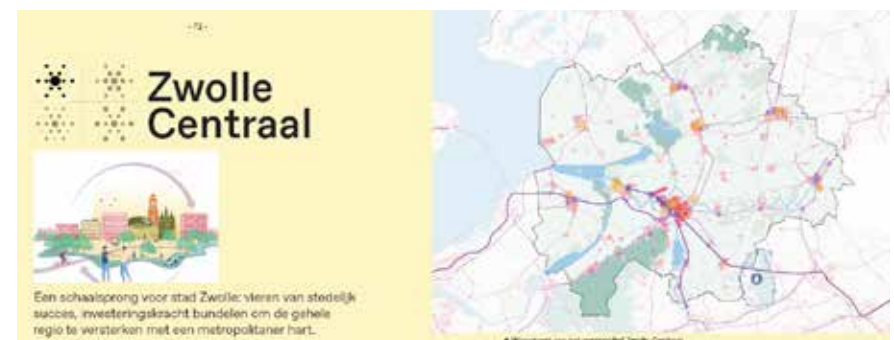 Zwolle
Centraal
Een schaalsprong voor stad Zwolle: vieren van stedelijk
succes, investeringskracht bundelen om de gehele
regio te versterken met een metropolitaner hart.